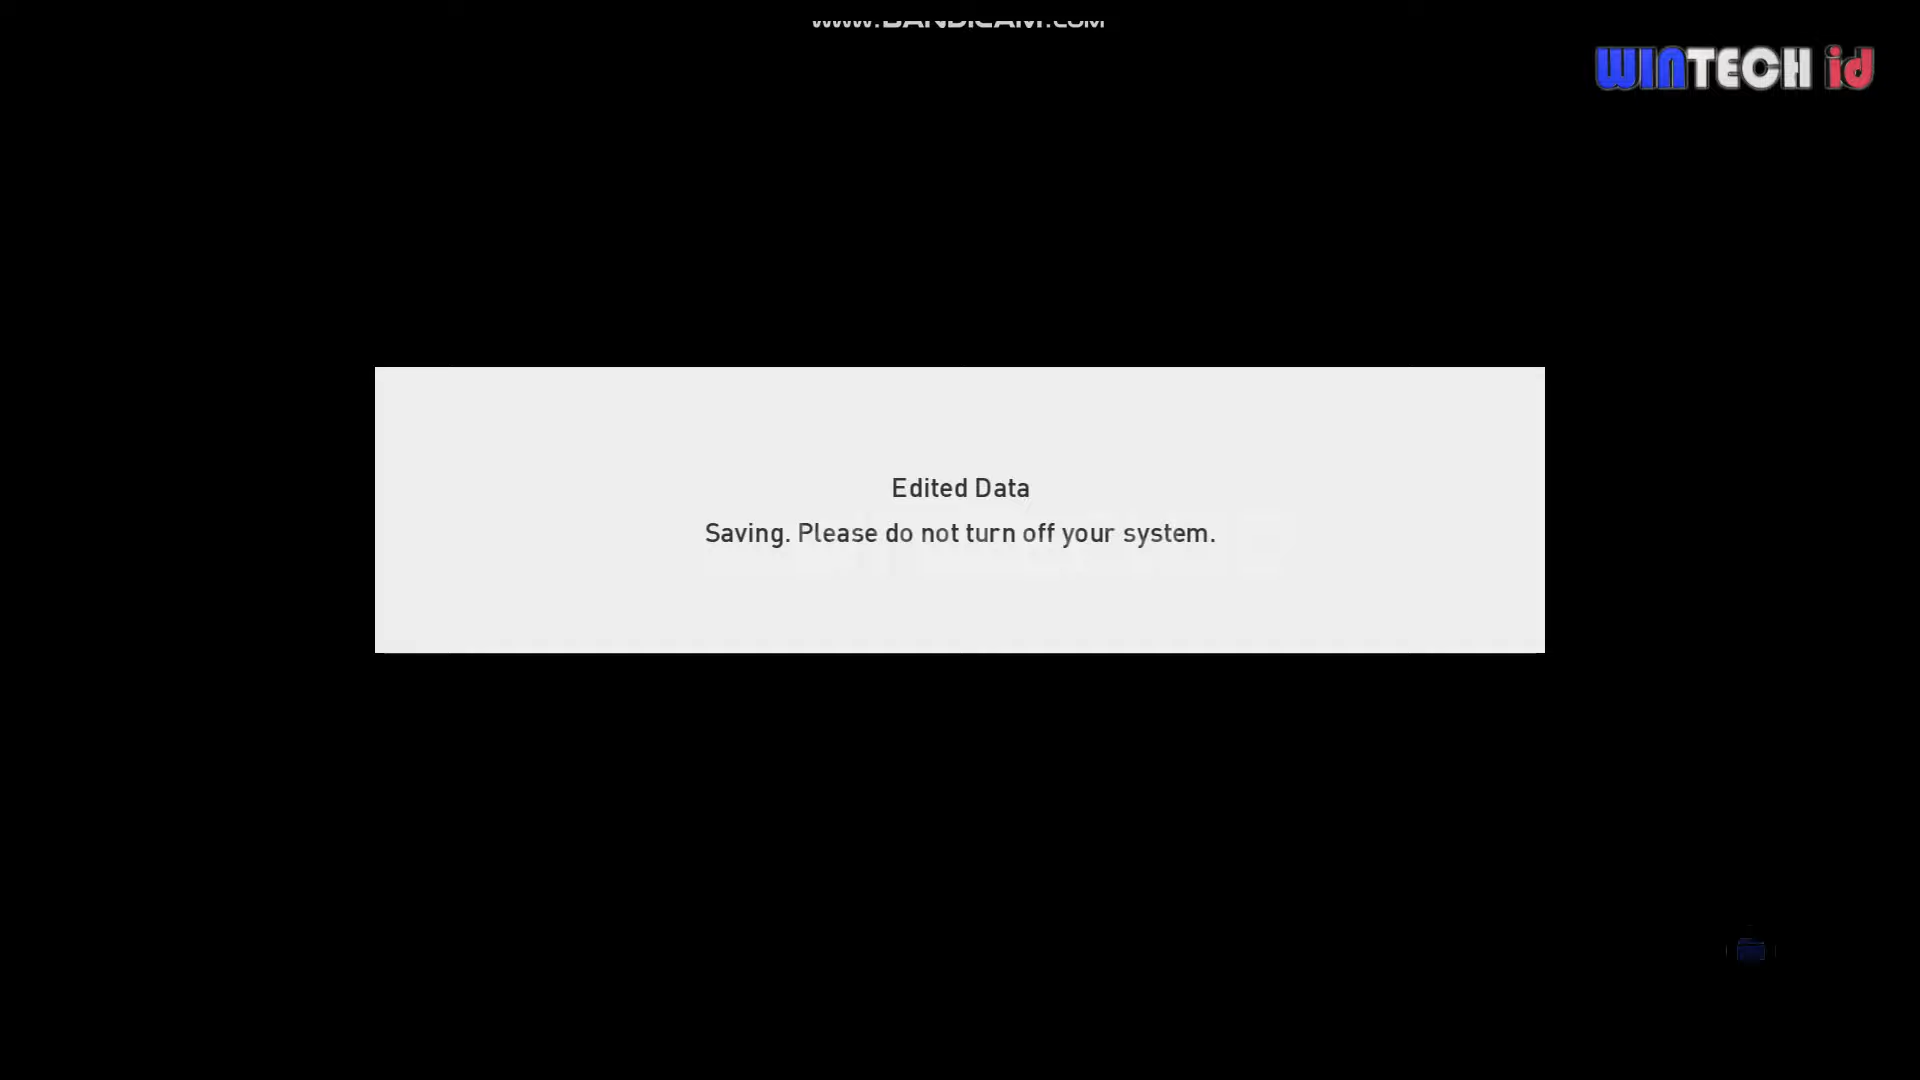 www.BANDICAM.COM
WINTECH id
Edited Data
Saving. Please do not turn off your system.